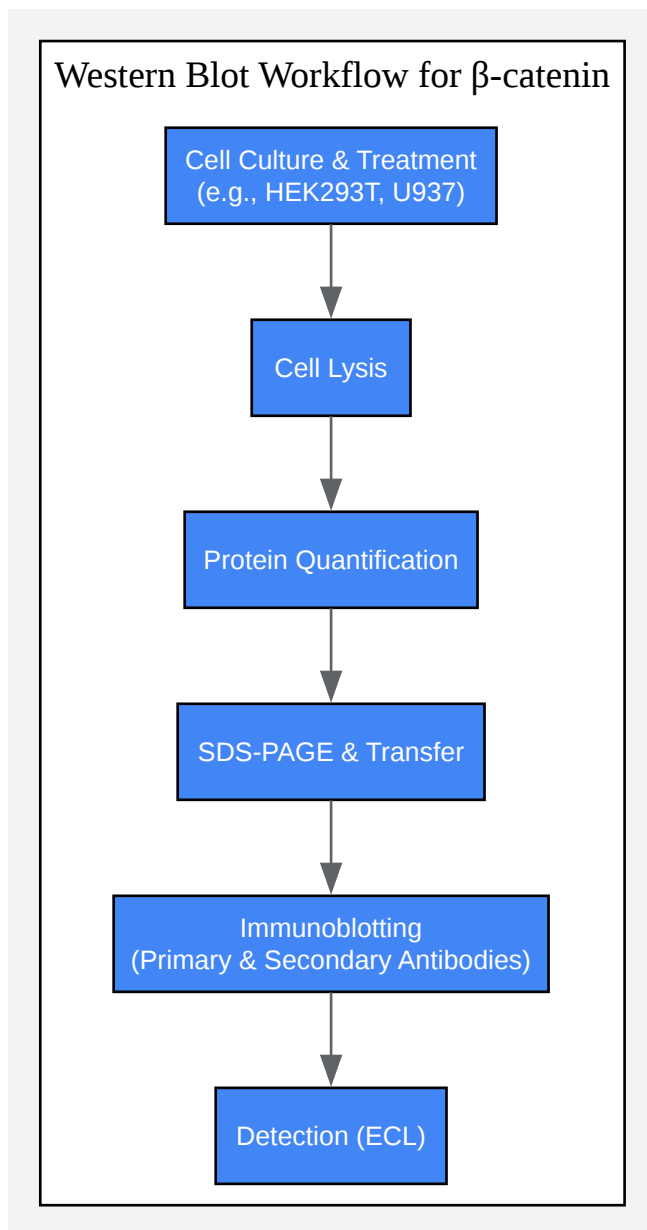 Western Blot Workflow for β-catenin
Cell Culture & Treatment
(e.g., HEK293T, U937)
Cell Lysis
Protein Quantification
SDS-PAGE & Transfer
Immunoblotting
(Primary & Secondary Antibodies)
Detection (ECL)